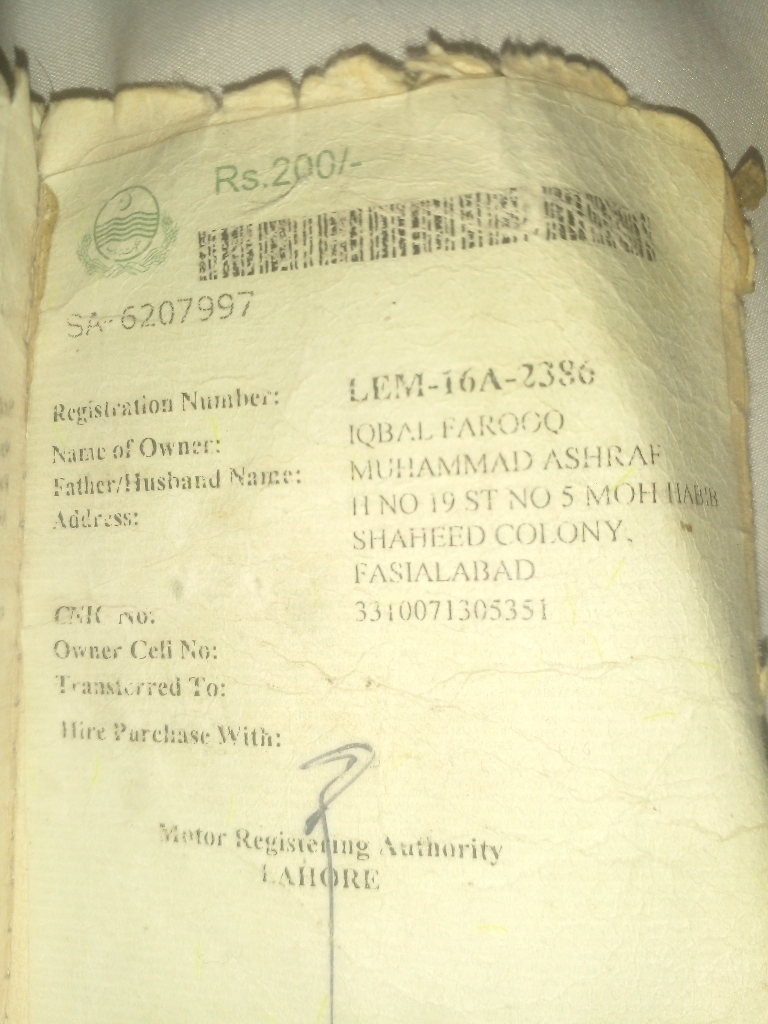 Rs.200/-
SA-6207997
Registration Number: LEM-16A-2386
Name of Owner: IQBAL FAROOQ
Father/Husband Name: MUHAMMAD ASHRAF
Address: H NO 19 ST NO 5 MOH HABIB
SHAHEED COLONY,
FASIALABAD
CNIC No: 3310071305351
Owner Cell No:
Transferred To:
Hire Purchase With:
Motor Registering Authority
LAHORE